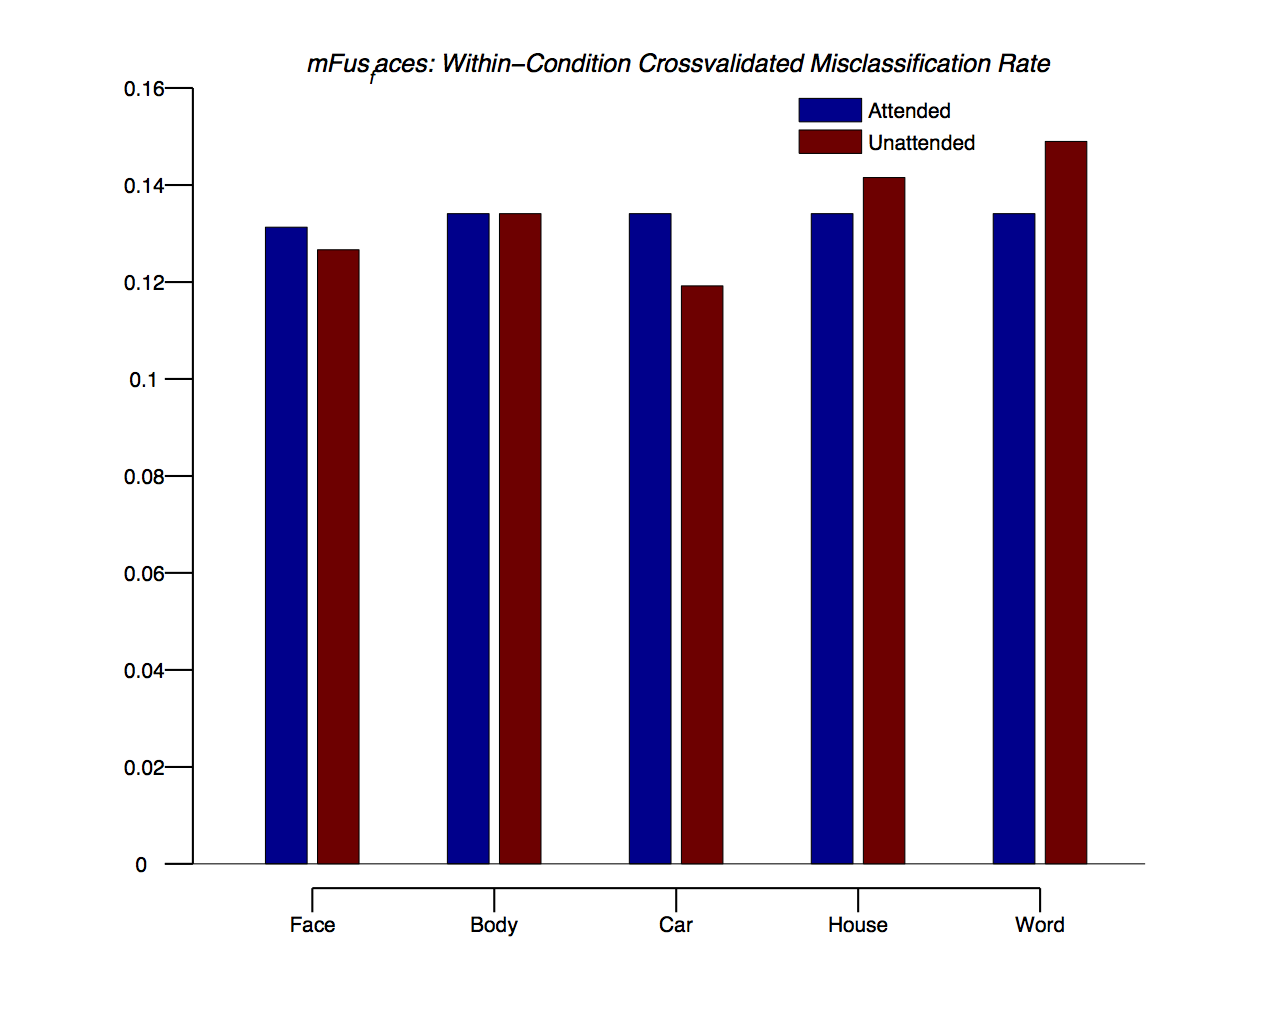 mFus_faces: Within−Condition Crossvalidated Misclassification Rate
0.16
Attended
Unattended
0.14
0.12
0.1
0.08
0.06
0.04
0.02
0
Face Body Car House Word